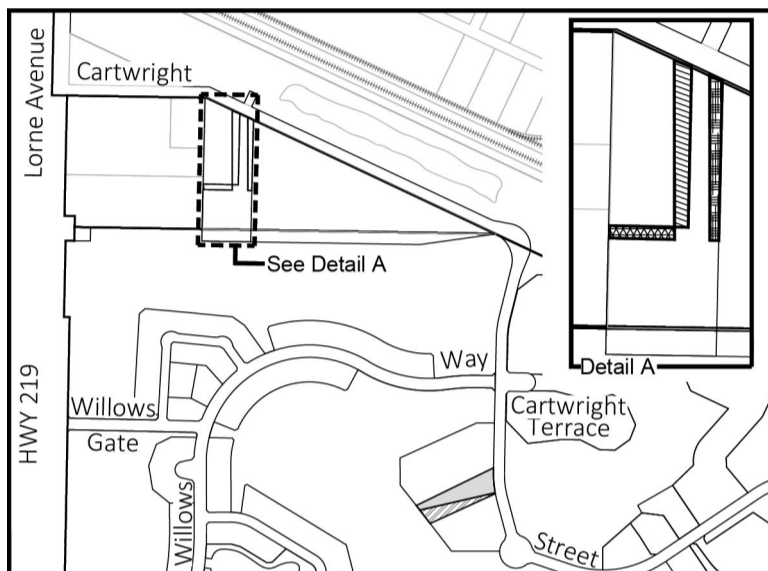 Lorne Avenue
Cartwright
See Detail A
Detail A
HWY 219
Willows
Gate
Way
Cartwright
Terrace
Willows
Street